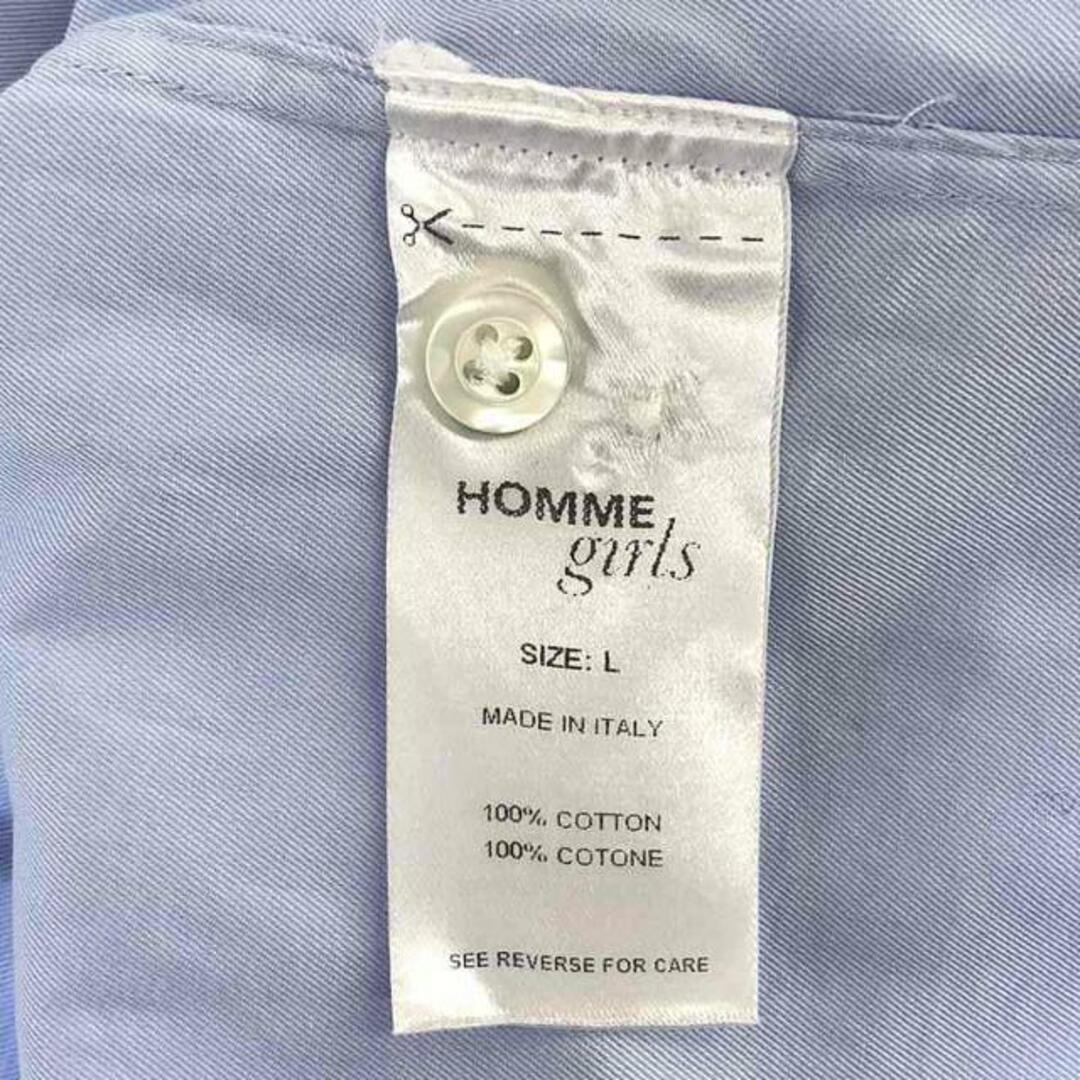 HOMME
girls
SIZE: L
MADE IN ITALY
100% COTTON
100% COTONE
SEE REVERSE FOR CARE